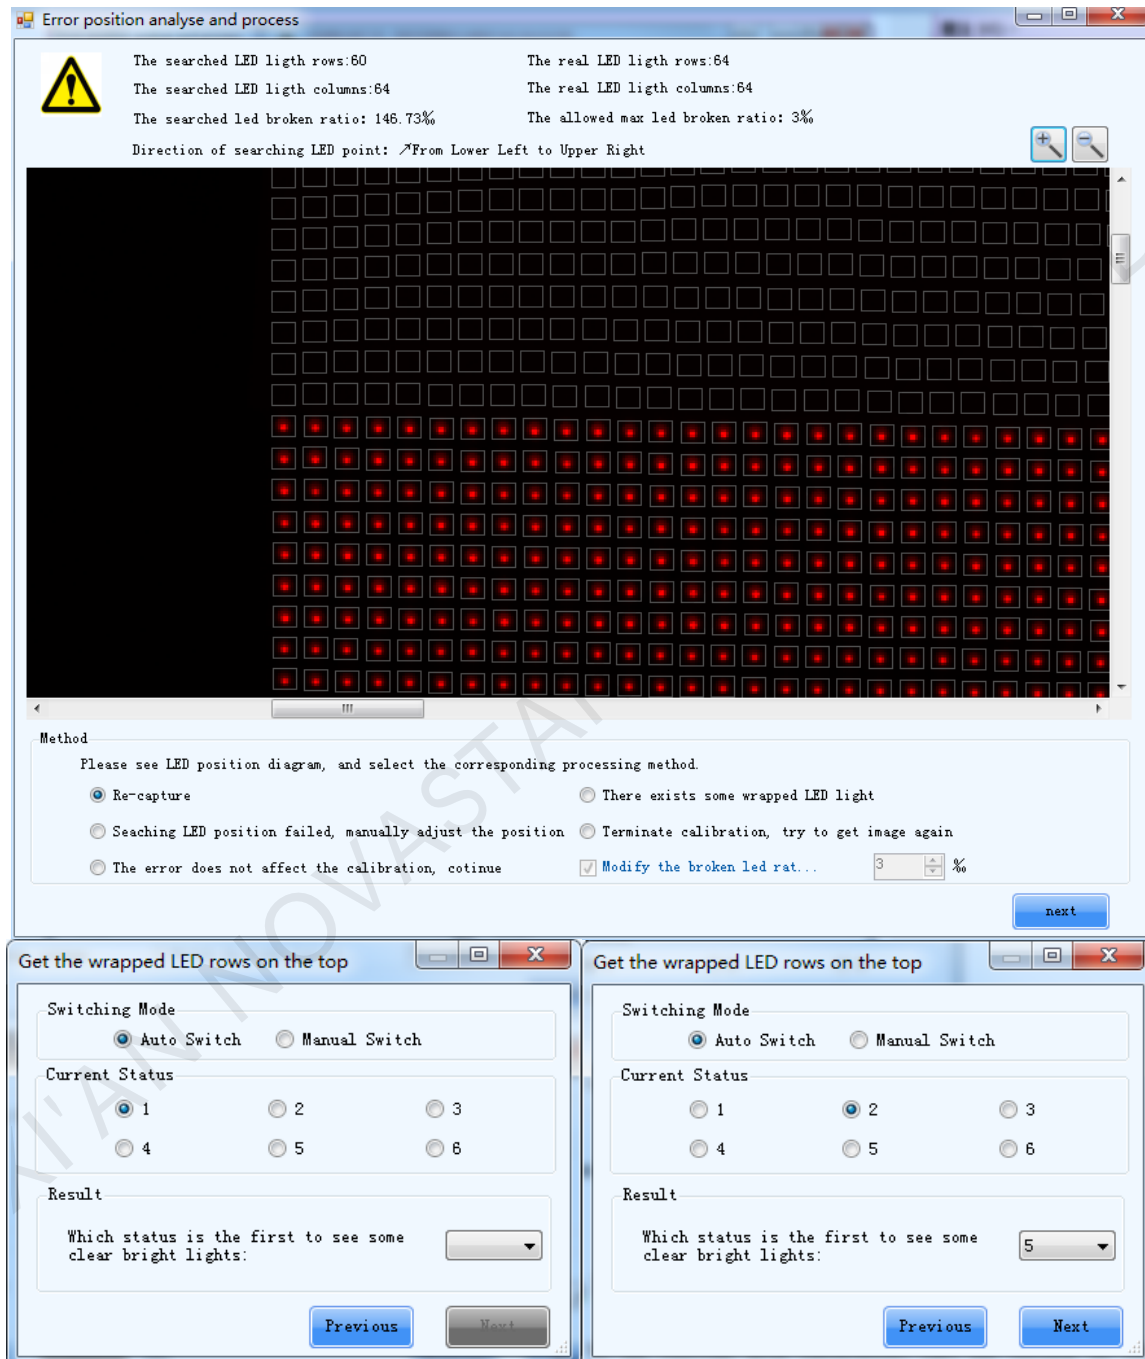 Error position analyse and process
The searched LED ligth rows:60
The real LED ligth rows:64
The searched LED ligth columns:64
The real LED ligth columns:64
The searched led broken ratio: 146.73‰
The allowed max led broken ratio: 3‰
Direction of searching LED point: ↗From Lower Left to Upper Right
Method
Please see LED position diagram, and select the corresponding processing method.
Re-capture
There exists some wrapped LED light
Seaching LED position failed, manually adjust the position
Terminate calibration, try to get image again
The error does not affect the calibration, cotinue
Modify the broken led rat...
3
‰
next
Get the wrapped LED rows on the top
Switching Mode
Auto Switch
Manual Switch
Current Status
1
2
3
4
5
6
Result
Which status is the first to see some
clear bright lights:
Previous
Next
Get the wrapped LED rows on the top
Switching Mode
Auto Switch
Manual Switch
Current Status
1
2
3
4
5
6
Result
Which status is the first to see some
clear bright lights:
5
Previous
Next
XI'AN NOVASTAR